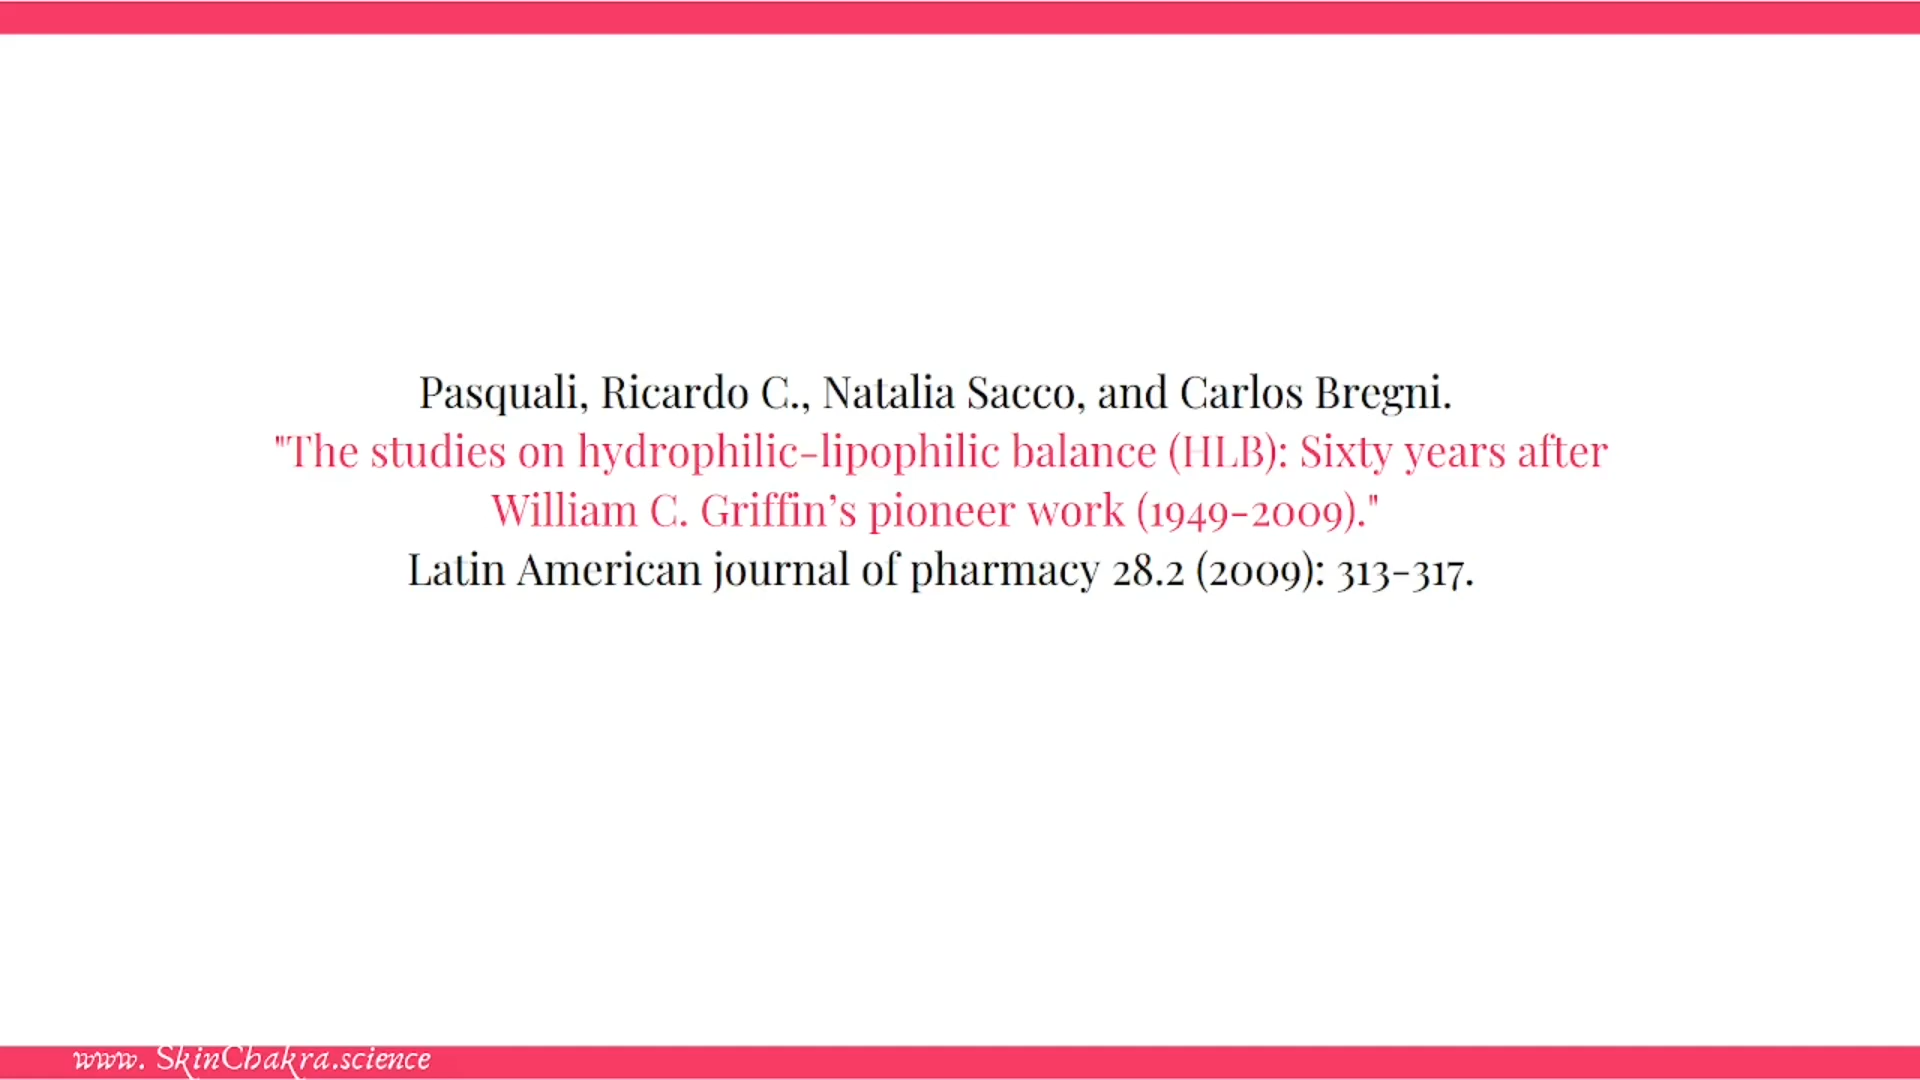 Pasquali, Ricardo C., Natalia Sacco, and Carlos Bregni.
"The studies on hydrophilic-lipophilic balance (HLB): Sixty years after
William C. Griffin’s pioneer work (1949-2009)."
Latin American journal of pharmacy 28.2 (2009): 313-317.
www. SkinChakra.science